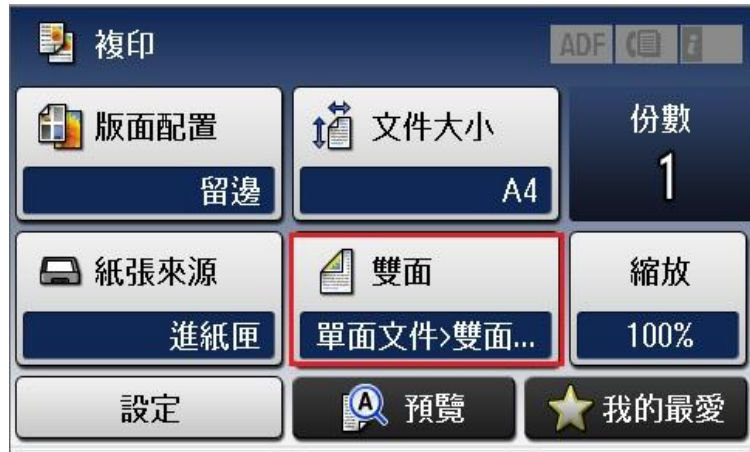 複印
ADF
版面配置
留邊
文件大小
A4
份數
1
紙張來源
進紙匣
雙面
單面文件>雙面...
縮放
100%
設定
預覽
我的最愛